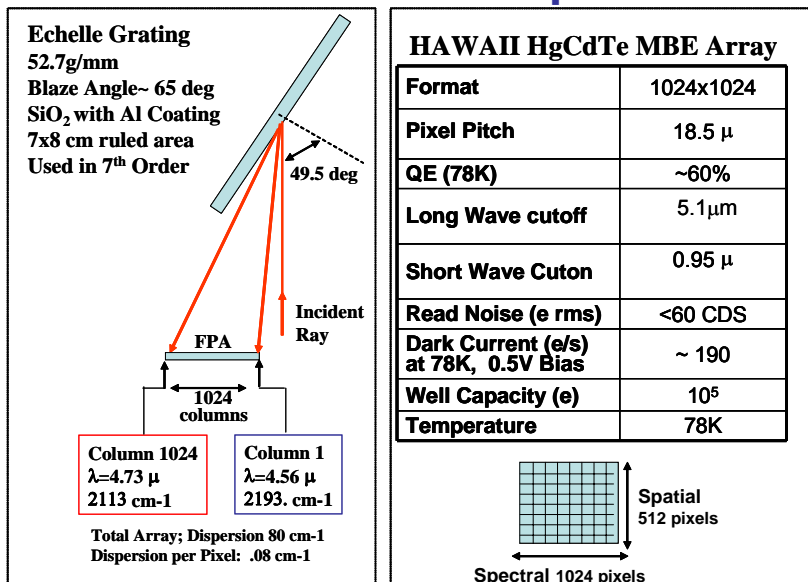 Echelle Grating
52.7g/mm
Blaze Angle~ 65 deg
SiO2 with Al Coating
7x8 cm ruled area
Used in 7th Order
49.5 deg
Incident
Ray
FPA
1024
columns
Column 1024
λ=4.73 μ
2113 cm-1
Column 1
λ=4.56 μ
2193. cm-1
Total Array; Dispersion 80 cm-1
Dispersion per Pixel: .08 cm-1
HAWAII HgCdTe MBE Array
Format 1024x1024
Pixel Pitch 18.5 μ
QE (78K) ~60%
Long Wave cutoff 5.1μm
Short Wave Cuton 0.95 μ
Read Noise (e rms) <60 CDS
Dark Current (e/s)
at 78K, 0.5V Bias ~ 190
Well Capacity (e) 10⁵
Temperature 78K
Spatial
512 pixels
Spectral 1024 pixels